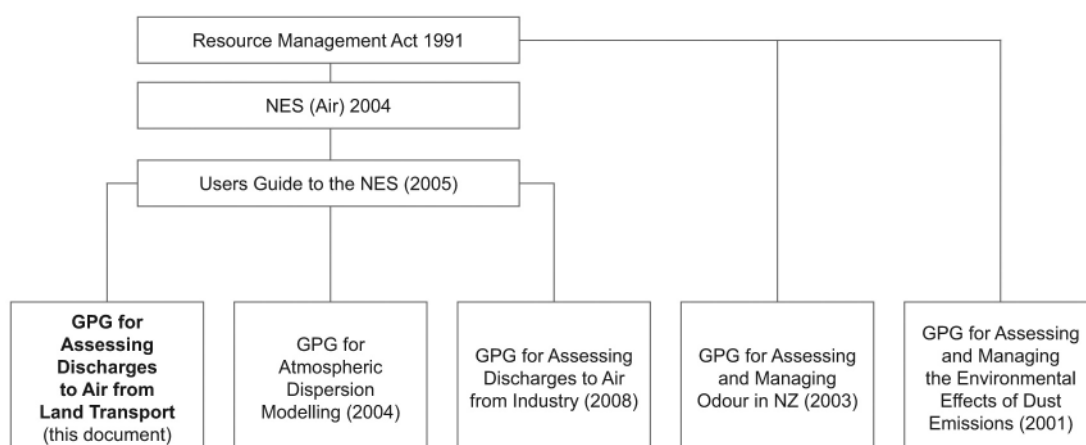 Resource Management Act 1991
NES (Air) 2004
Users Guide to the NES (2005)
GPG for
Assessing
Discharges
to Air from
Land Transport
(this document)
GPG for
Atmospheric
Dispersion
Modelling (2004)
GPG for Assessing
Discharges to Air
from Industry (2008)
GPG for Assessing
and Managing
Odour in NZ (2003)
GPG for Assessing
and Managing
the Environmental
Effects of Dust
Emissions (2001)